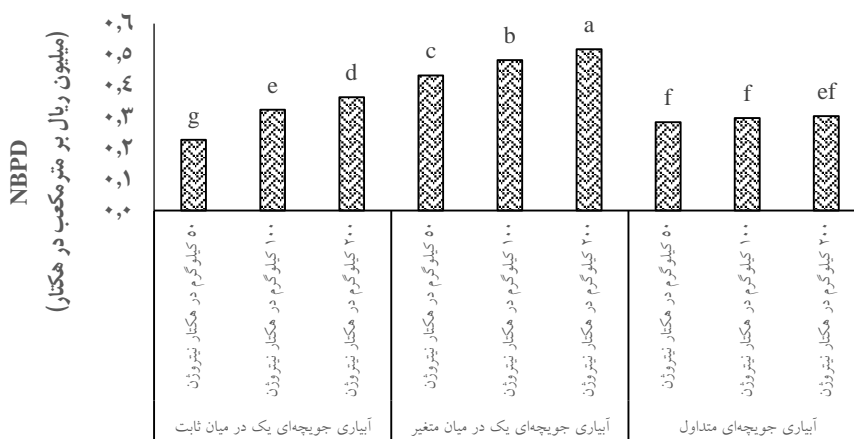 NBPD
(میلیون ریال بر مترمکعب در هکتار)
۰,۶
۰,۵
۰,۴
۰,۳
۰,۲
۰,۱
۰,۰
g
e
d
c
b
a
f
f
ef
۵۰ کیلوگرم در هکتار نیتروژن
۱۰۰ کیلوگرم در هکتار نیتروژن
۲۰۰ کیلوگرم در هکتار نیتروژن
۵۰ کیلوگرم در هکتار نیتروژن
۱۰۰ کیلوگرم در هکتار نیتروژن
۲۰۰ کیلوگرم در هکتار نیتروژن
۵۰ کیلوگرم در هکتار نیتروژن
۱۰۰ کیلوگرم در هکتار نیتروژن
۲۰۰ کیلوگرم در هکتار نیتروژن
آبیاری جویچه‌ای یک در میان ثابت
آبیاری جویچه‌ای یک در میان متغیر
آبیاری جویچه‌ای متداول